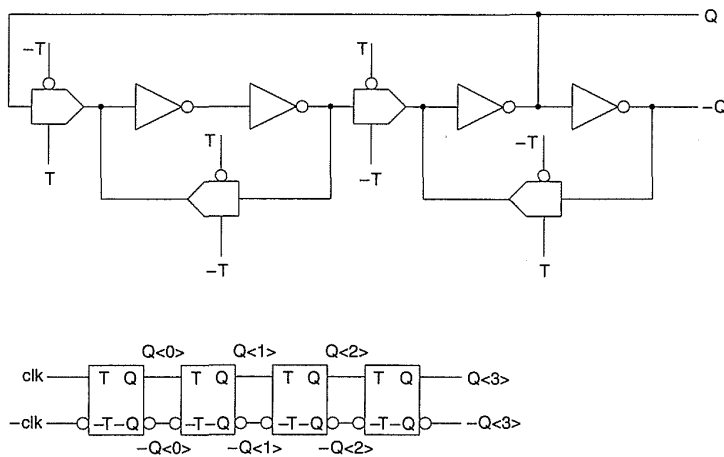 Q
-T
T
T
-T
-Q
T
-T
-T
T
Q<0>
Q<1>
Q<2>
clk
T Q
T Q
T Q
T Q
Q<3>
-clk
-T-Q
-T-Q
-T-Q
-T-Q
-Q<3>
-Q<0>
-Q<1>
-Q<2>